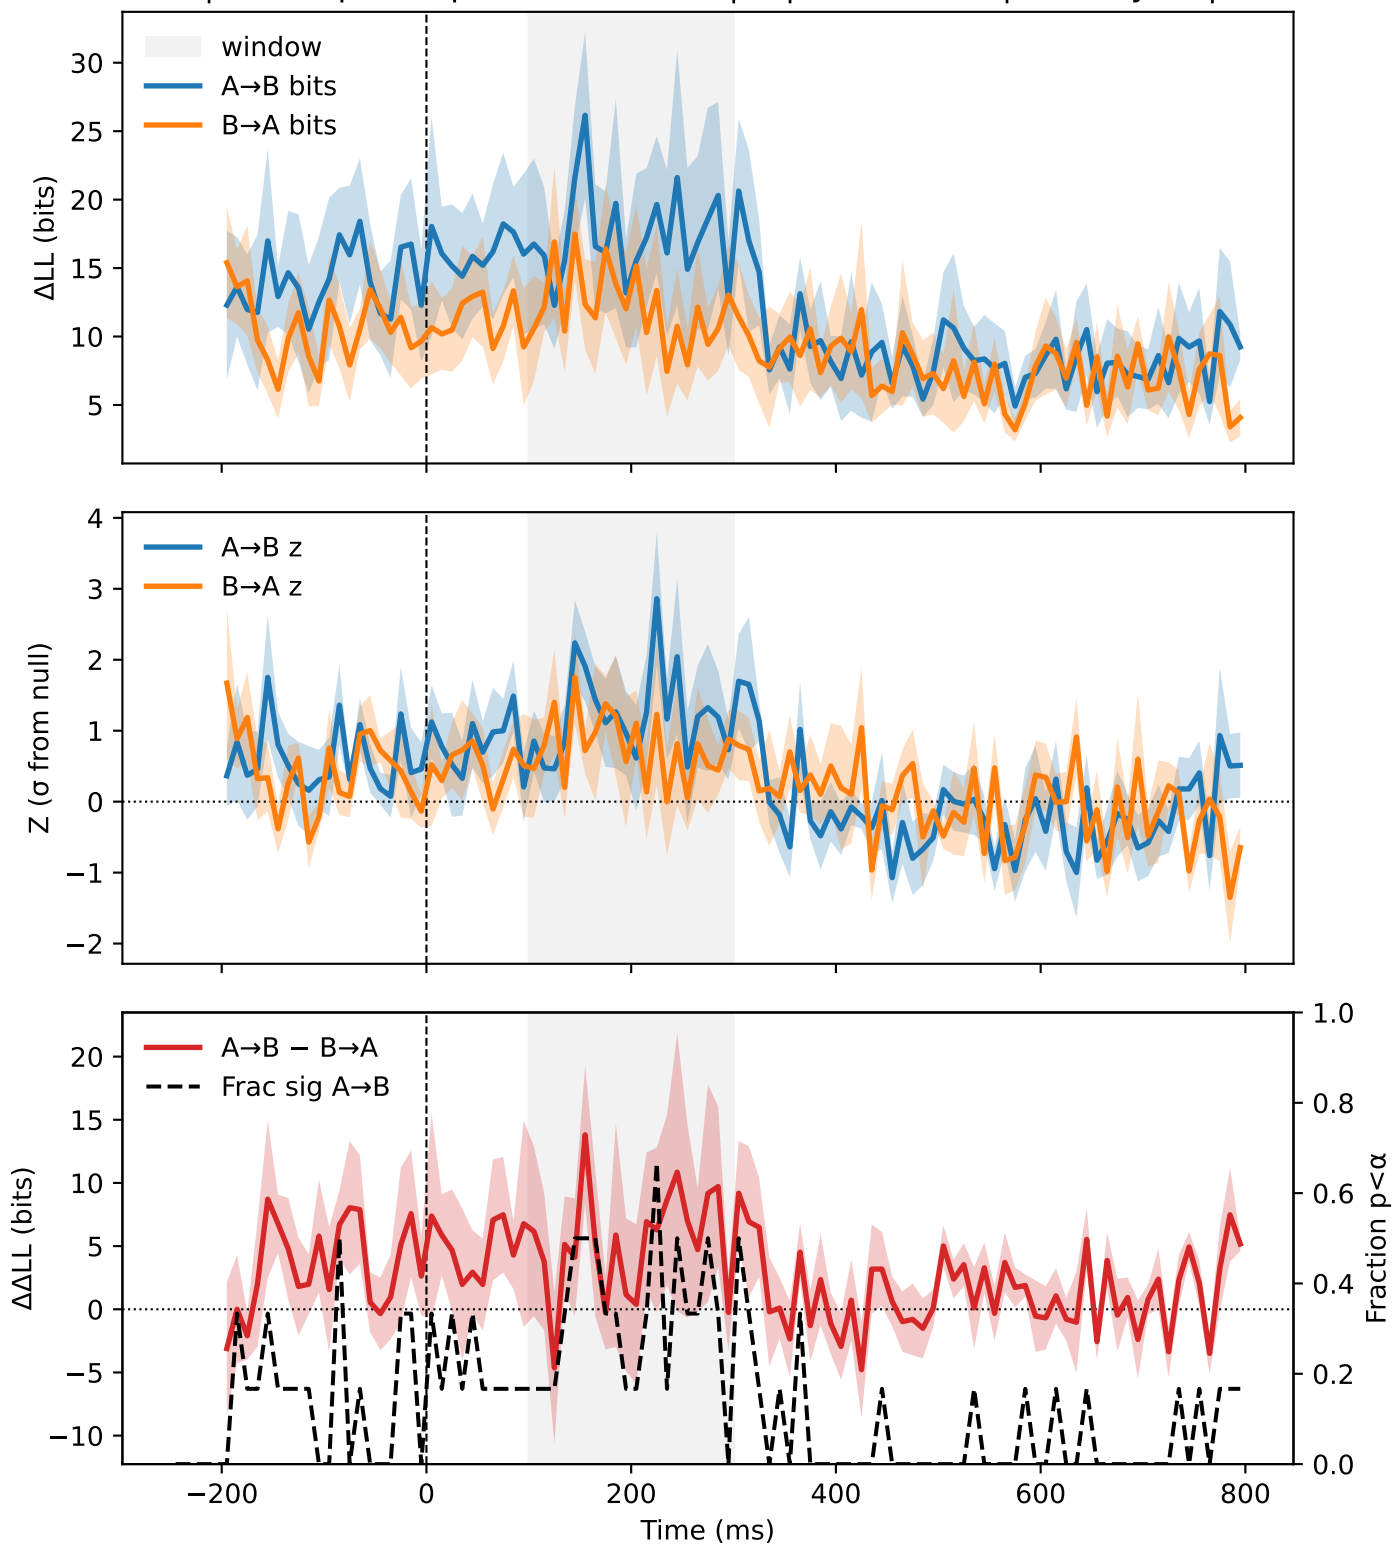 window
A→B bits
B→A bits
ΔLL (bits)
30
25
20
15
10
5
A→B z
B→A z
Z (σ from null)
4
3
2
1
0
−1
−2
A→B − B→A
Frac sig A→B
ΔΔLL (bits)
20
15
10
5
0
−5
−10
1.0
0.8
0.6
0.4
0.2
0.0
Fraction p<α
−200 0 200 400 600 800
Time (ms)